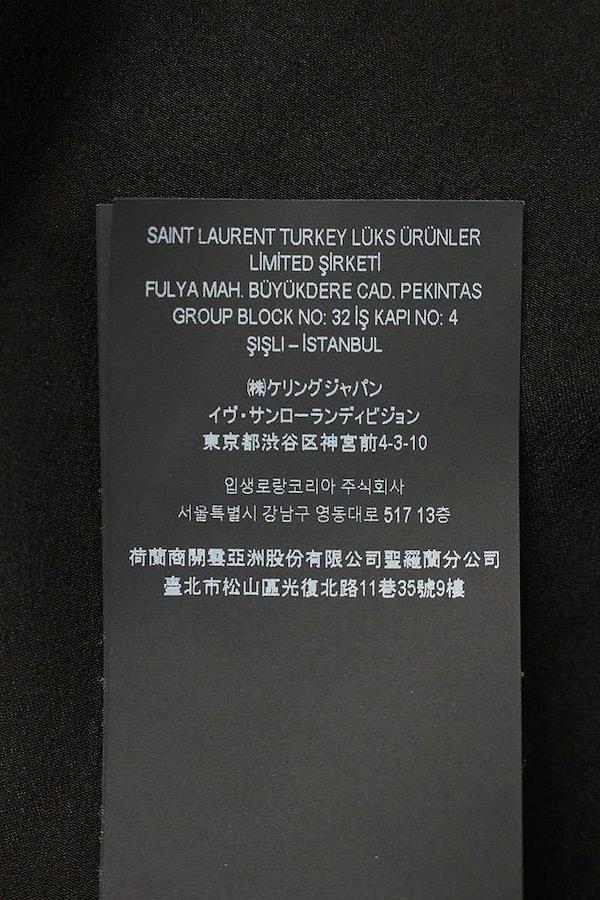 SAINT LAURENT TURKEY LÜKS ÜRÜNLER
LİMİTED ŞİRKETİ
FULYA MAH. BÜYÜKDERE CAD. PEKINTAS
GROUP BLOCK NO: 32 İŞ KAPI NO: 4
ŞIŞLI – İSTANBUL
㈱ケリングジャパン
イヴ・サンローランディビジョン
東京都渋谷区神宮前4-3-10
입생로랑코리아 주식회사
서울특별시 강남구 영동대로 517 13층
荷蘭商開雲亞洲股份有限公司聖羅蘭分公司
臺北市松山區光復北路11巷35號9樓